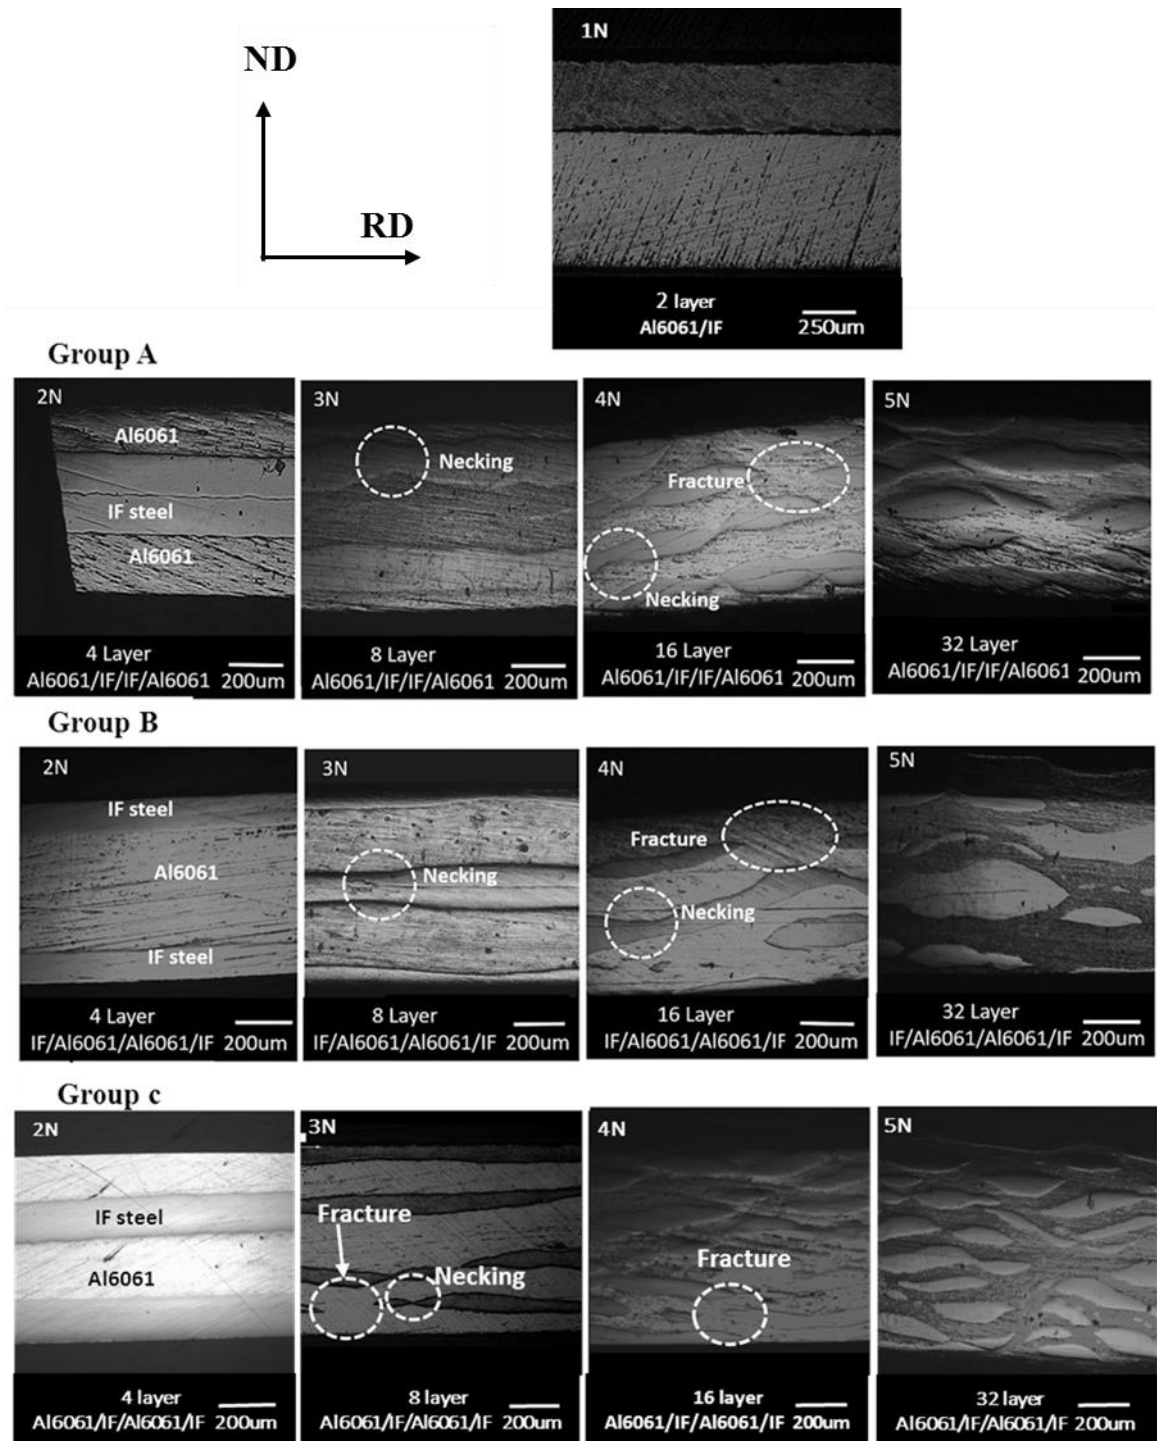 ND
RD
1N
2 layer
Al6061/IF
250um
Group A
2N
Al6061
IF steel
Al6061
4 Layer
Al6061/IF/IF/Al6061 200um
3N
Necking
8 Layer
Al6061/IF/IF/Al6061 200um
4N
Fracture
Necking
16 Layer
Al6061/IF/IF/Al6061 200um
5N
32 Layer
Al6061/IF/IF/Al6061 200um
Group B
2N
IF steel
Al6061
IF steel
4 Layer
IF/Al6061/Al6061/IF 200um
3N
Necking
8 Layer
IF/Al6061/Al6061/IF 200um
4N
Fracture
Necking
16 Layer
IF/Al6061/Al6061/IF 200um
5N
32 Layer
IF/Al6061/Al6061/IF 200um
Group c
2N
IF steel
Al6061
4 layer
Al6061/IF/Al6061/IF 200um
3N
Fracture
Necking
8 layer
Al6061/IF/Al6061/IF 200um
4N
Fracture
16 layer
Al6061/IF/Al6061/IF 200um
5N
32 layer
Al6061/IF/Al6061/IF 200um